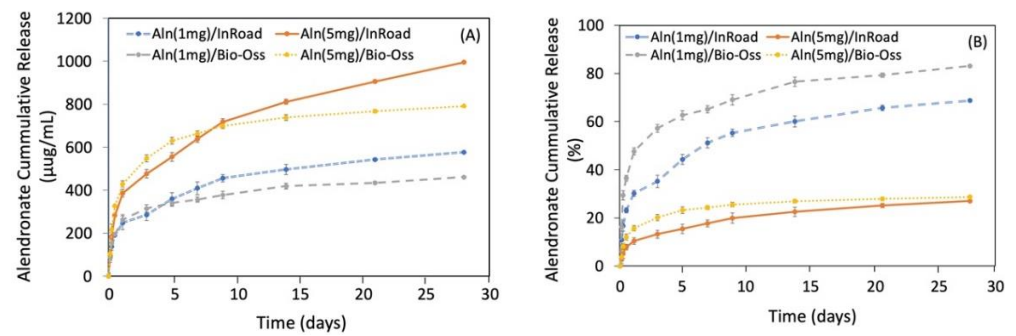 Alendronate Cummulative Release
(µug/mL)
1200
1000
800
600
400
200
0
Aln(1mg)/InRoad
Aln(5mg)/InRoad
(A)
Aln(1mg)/Bio-Oss
Aln(5mg)/Bio-Oss
0 5 10 15 20 25 30
Time (days)
Alendronate Cummulative Release
(%)
100
80
60
40
20
0
Aln(1mg)/InRoad
Aln(5mg)/InRoad
(B)
Aln(1mg)/Bio-Oss
Aln(5mg)/Bio-Oss
0 5 10 15 20 25 30
Time (days)